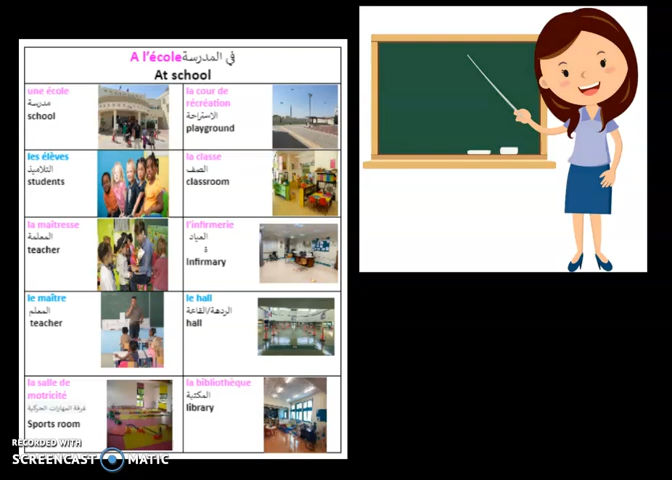 A l'école في المدرسة
At school
une école
مدرسة
school
la cour de
récréation
الاستراحة
playground
les élèves
التلاميذ
students
la classe
الصف
classroom
la maîtresse
المعلمة
teacher
l'infirmerie
العياد
ة
Infirmary
le maître
المعلم
teacher
le hall
الردهة/القاعة
hall
la salle de
motricité
غرفة المهارات الحركية
Sports room
la bibliothèque
المكتبة
library
RECORDED WITH
SCREENCAST MATIC